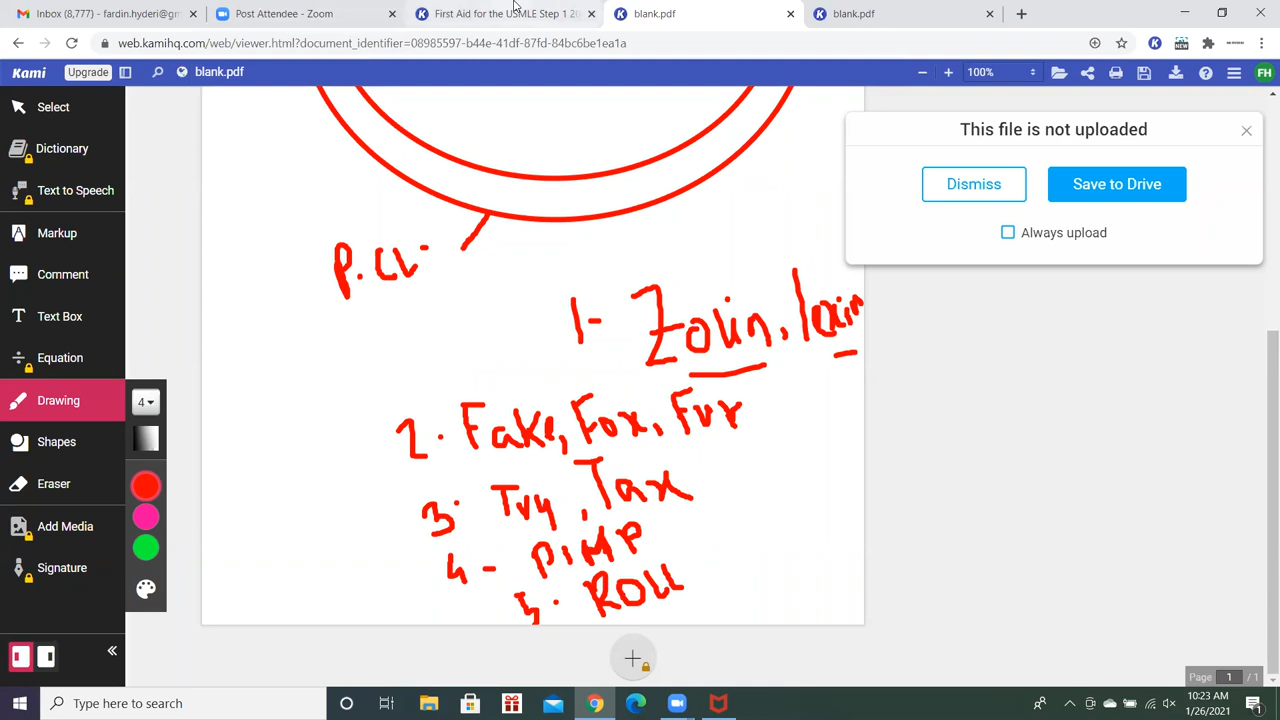 Inbox (8,777) - fardin.hyderi@gm
Post Attendee - Zoom
First Aid for the USMLE Step 1 20
blank.pdf
blank.pdf
web.kamihq.com/web/viewer.html?document_identifier=08985597-b44e-41df-87fd-84bc6be1ea1a
Kami Upgrade blank.pdf 100% FH
Select
Dictionary
Text to Speech
Markup
Comment
Text Box
Equation
Drawing
Shapes
Eraser
Add Media
Signature
4
This file is not uploaded
Dismiss Save to Drive
Always upload
1- Zolin, lexin
2. Fake, Fox, Fur
3. Try, Tax
4 - PiMP
5. ROLL
Page 1 / 1
Type here to search
10:23 AM
1/26/2021